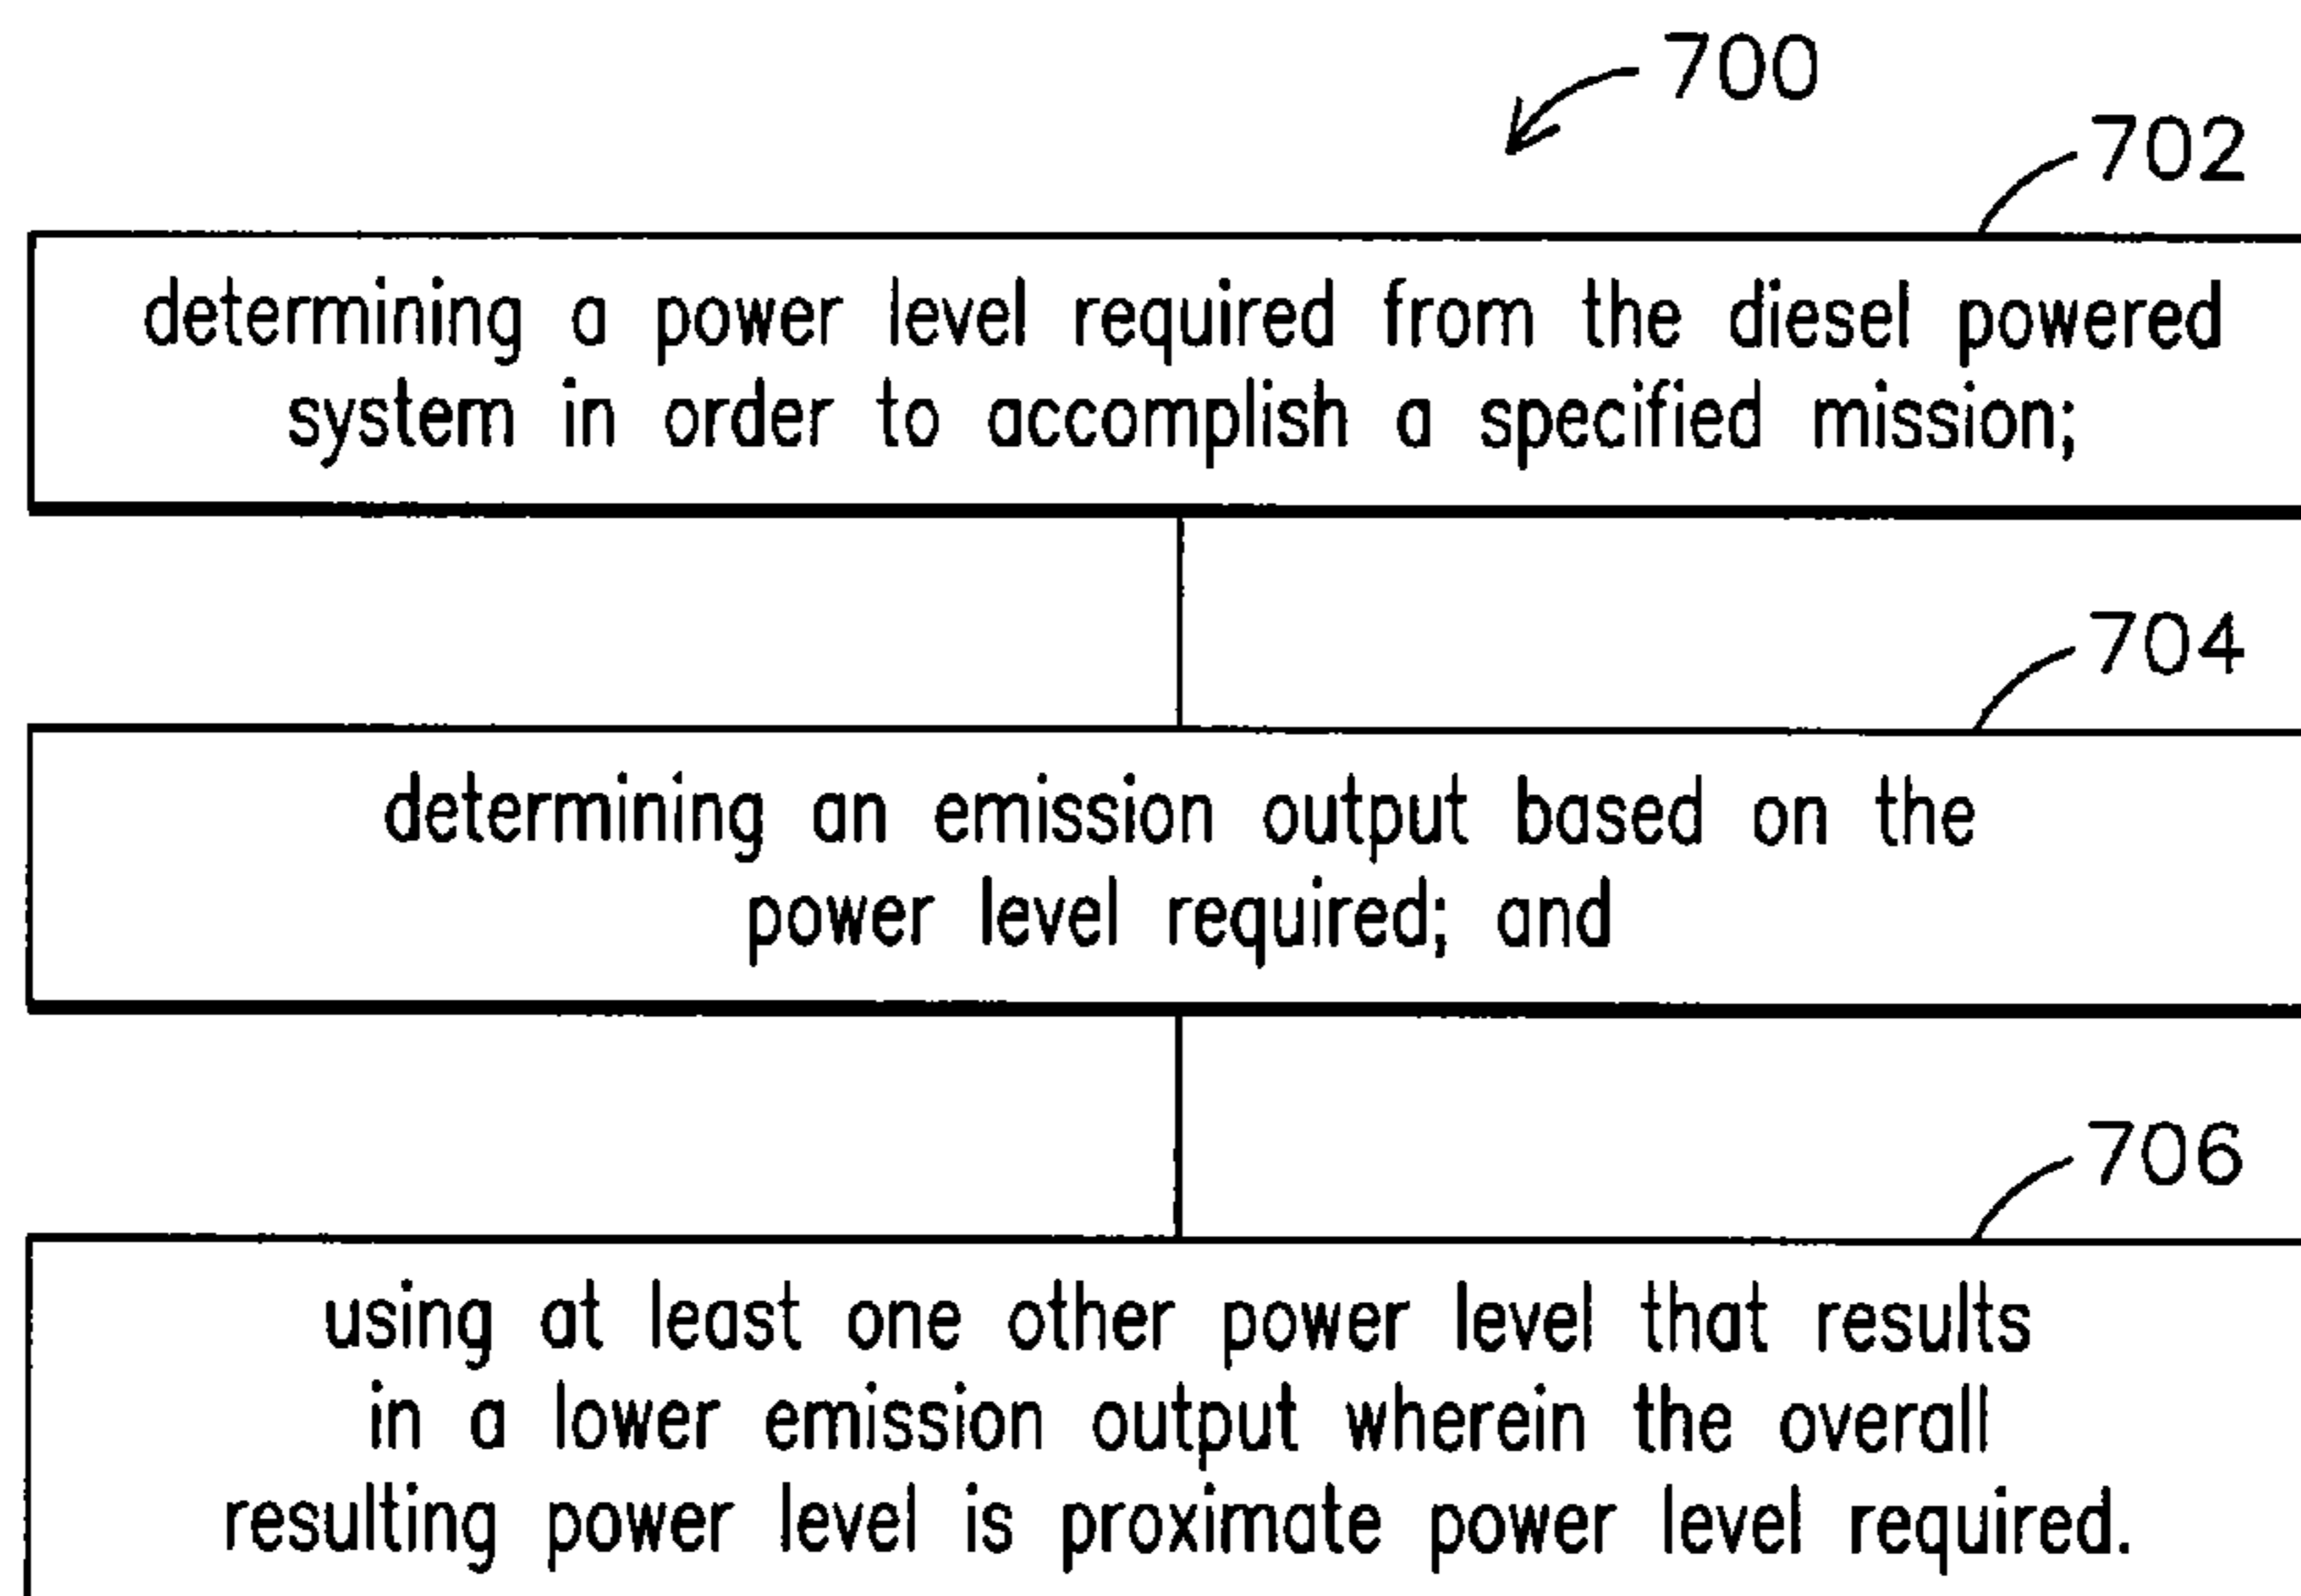 700
702
determining a power level required from the diesel powered
system in order to accomplish a specified mission;
704
determining an emission output based on the
power level required; and
706
using at least one other power level that results
in a lower emission output wherein the overall
resulting power level is proximate power level required.